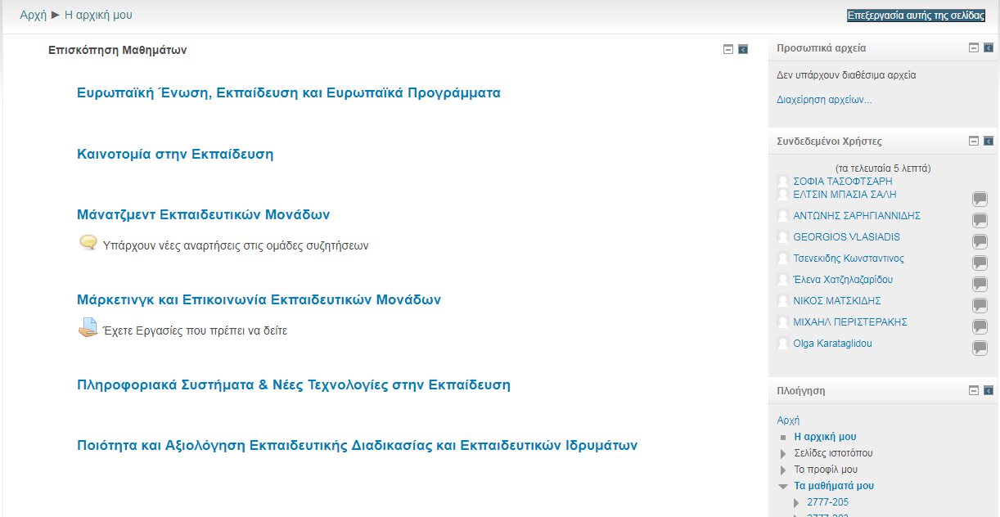 Αρχή ► Η αρχική μου
Επεξεργασία αυτής της σελίδας
Επισκόπηση Μαθημάτων
Ευρωπαϊκή Ένωση, Εκπαίδευση και Ευρωπαϊκά Προγράμματα
Καινοτομία στην Εκπαίδευση
Μάνατζμεντ Εκπαιδευτικών Μονάδων
Υπάρχουν νέες αναρτήσεις στις ομάδες συζητήσεων
Μάρκετινγκ και Επικοινωνία Εκπαιδευτικών Μονάδων
Έχετε Εργασίες που πρέπει να δείτε
Πληροφοριακά Συστήματα & Νέες Τεχνολογίες στην Εκπαίδευση
Ποιότητα και Αξιολόγηση Εκπαιδευτικής Διαδικασίας και Εκπαιδευτικών Ιδρυμάτων
Προσωπικά αρχεία
Δεν υπάρχουν διαθέσιμα αρχεία
Διαχείρηση αρχείων...
Συνδεδεμένοι Χρήστες
(τα τελευταία 5 λεπτά)
ΣΟΦΙΑ ΤΑΣΟΦΤΣΑΡΗ
ΕΛΤΣΙΝ ΜΠΑΣΙΑ ΣΑΛΗ
ΑΝΤΩΝΗΣ ΣΑΡΗΓΙΑΝΝΙΔΗΣ
GEORGIOS VLASIADIS
Τσενεκιδης Κωνσταντινος
Έλενα Χατζηλαζαρίδου
ΝΙΚΟΣ ΜΑΤΣΚΙΔΗΣ
ΜΙΧΑΗΛ ΠΕΡΙΣΤΕΡΑΚΗΣ
Olga Karataglidou
Πλοήγηση
Αρχή
Η αρχική μου
Σελίδες ιστοτόπου
Το προφίλ μου
Τα μαθήματά μου
2777-205